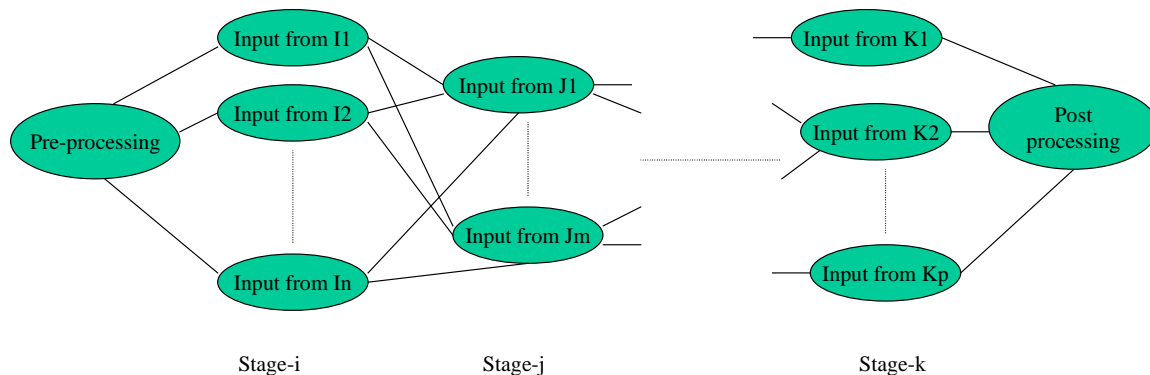 Input from I1
Input from K1
Input from J1
Input from I2
Pre-processing
Input from K2
Post
processing
Input from Jm
Input from In
Input from Kp
Stage-i
Stage-j
Stage-k